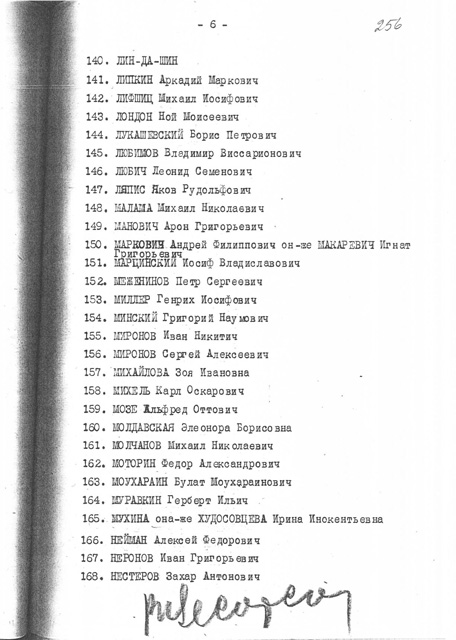 - 6 -
256
140. ЛИН-ДА-ШИН
141. ЛИПКИН Аркадий Маркович
142. ЛИФШИЦ Михаил Иосифович
143. ЛОНДОН Ной Моисеевич
144. ЛУКАШЕВСКИЙ Борис Петрович
145. ЛЮБИМОВ Владимир Виссарионович
146. ЛЮБИЧ Леонид Семенович
147. ЛЯПИС Яков Рудольфович
148. МАЛАМА Михаил Николаевич
149. МАНОВИЧ Арон Григорьевич
150. МАРКОВИЧ Андрей Филиппович он-же МАКАРЕВИЧ Игнат
Григорьевич
151. МАРЦИНСКИЙ Иосиф Владиславович
152. МЕЖЕНИНОВ Петр Сергеевич
153. МИЛЛЕР Генрих Иосифович
154. МИНСКИЙ Григорий Наумович
155. МИРОНОВ Иван Никитич
156. МИРОНОВ Сергей Алексеевич
157. МИХАЙЛОВА Зоя Ивановна
158. МИХЕЛЬ Карл Оскарович
159. МОЗЕ Альфред Оттович
160. МОЛДАВСКАЯ Элеонора Борисовна
161. МОЛЧАНОВ Михаил Николаевич
162. МОТОРИН Федор Александрович
163. МОУХАРАИН Булат Моухараинович
164. МУРАВКИН Герберт Ильич
165. МУХИНА она-же ХУДОСОВЦЕВА Ирина Инокентьевна
166. НЕЙМАН Алексей Федорович
167. НЕРОНОВ Иван Григорьевич
168. НЕСТЕРОВ Захар Антонович